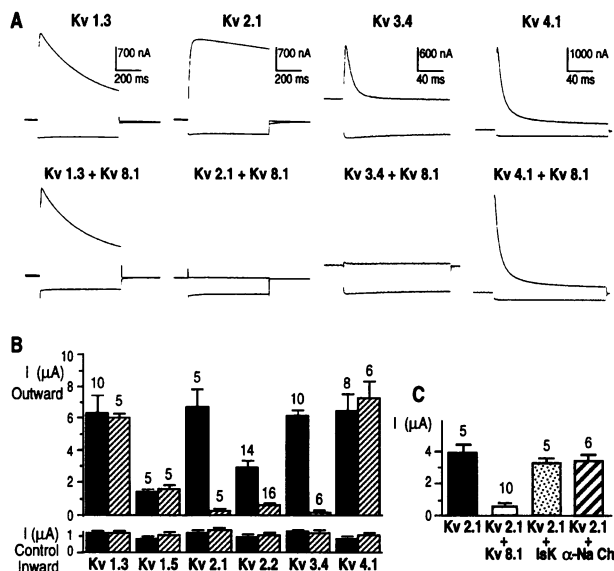 A
Kv 1.3 Kv 2.1 Kv 3.4 Kv 4.1
700 nA 700 nA 600 nA 1000 nA
200 ms 200 ms 40 ms 40 ms
Kv 1.3 + Kv 8.1 Kv 2.1 + Kv 8.1 Kv 3.4 + Kv 8.1 Kv 4.1 + Kv 8.1
B
I (µA)
Outward
10
8
6
4
2
0
10 5 5 5 5 5 14 16 10 6 8 6
I (µA)
Control
Inward
1
0
Kv 1.3 Kv 1.5 Kv 2.1 Kv 2.2 Kv 3.4 Kv 4.1
C
I (µA)
6
4
2
0
5 10 5 6
Kv 2.1 Kv 2.1 Kv 2.1 Kv 2.1
+ + +
Kv 8.1 IsK α-Na Ch